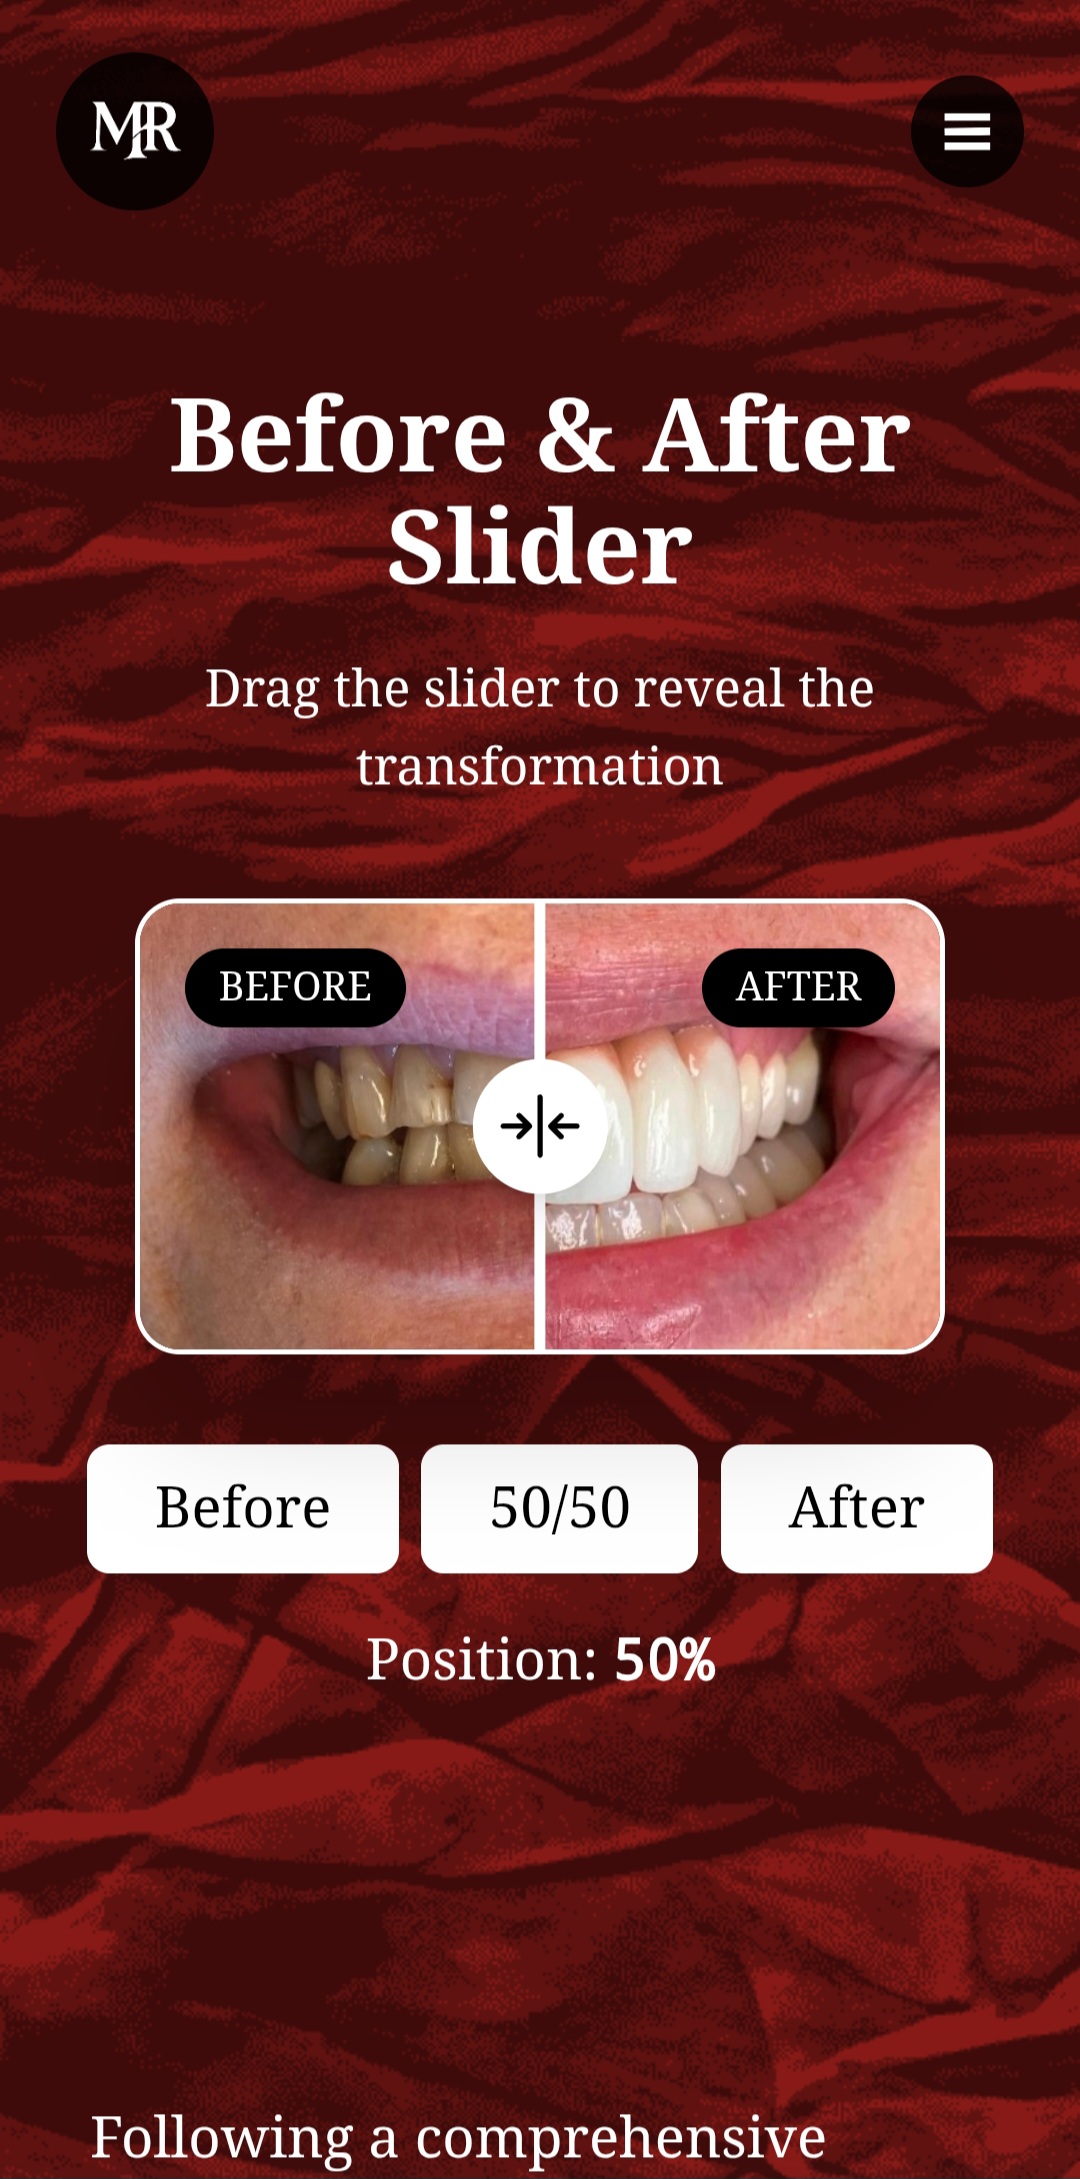 MR
Before & After
Slider
Drag the slider to reveal the
transformation
BEFORE
AFTER
Before
50/50
After
Position: 50%
Following a comprehensive